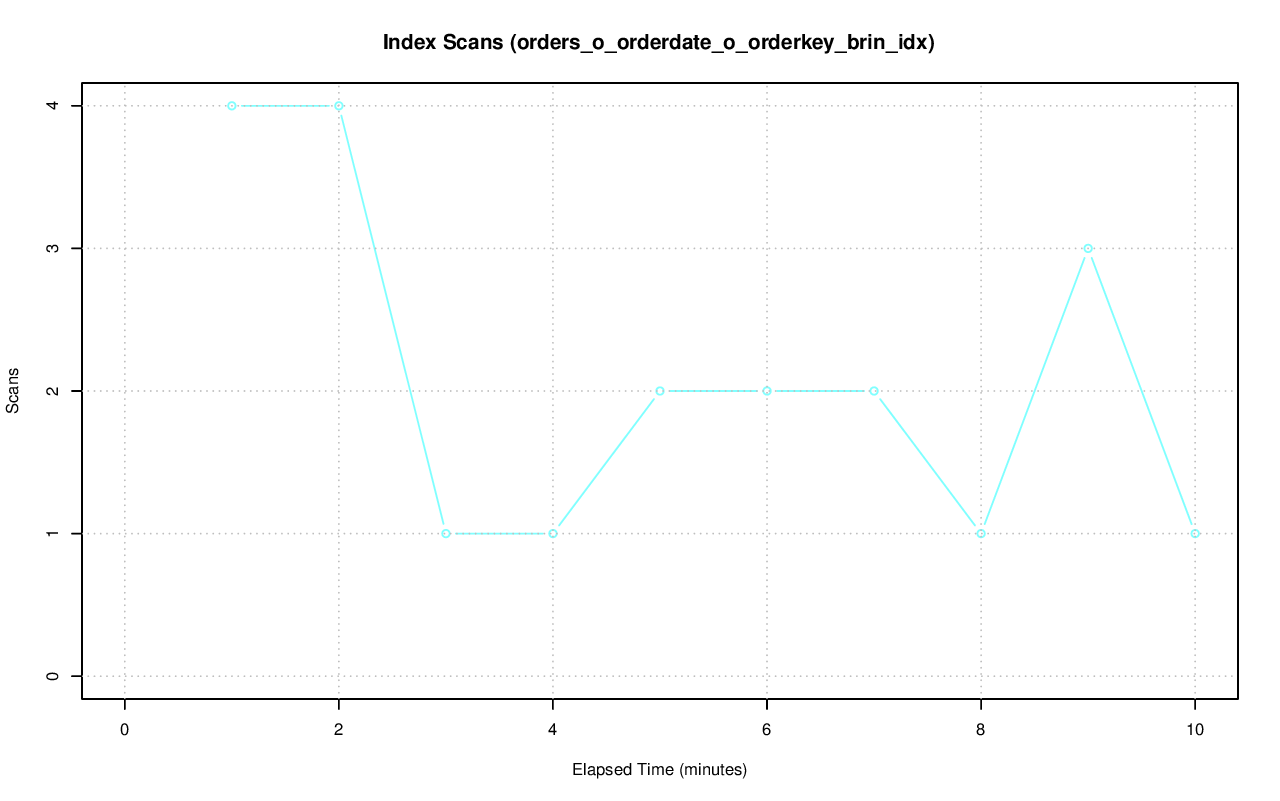 Index Scans (orders_o_orderdate_o_orderkey_brin_idx)
4
3
2
1
0
Scans
0 2 4 6 8 10
Elapsed Time (minutes)